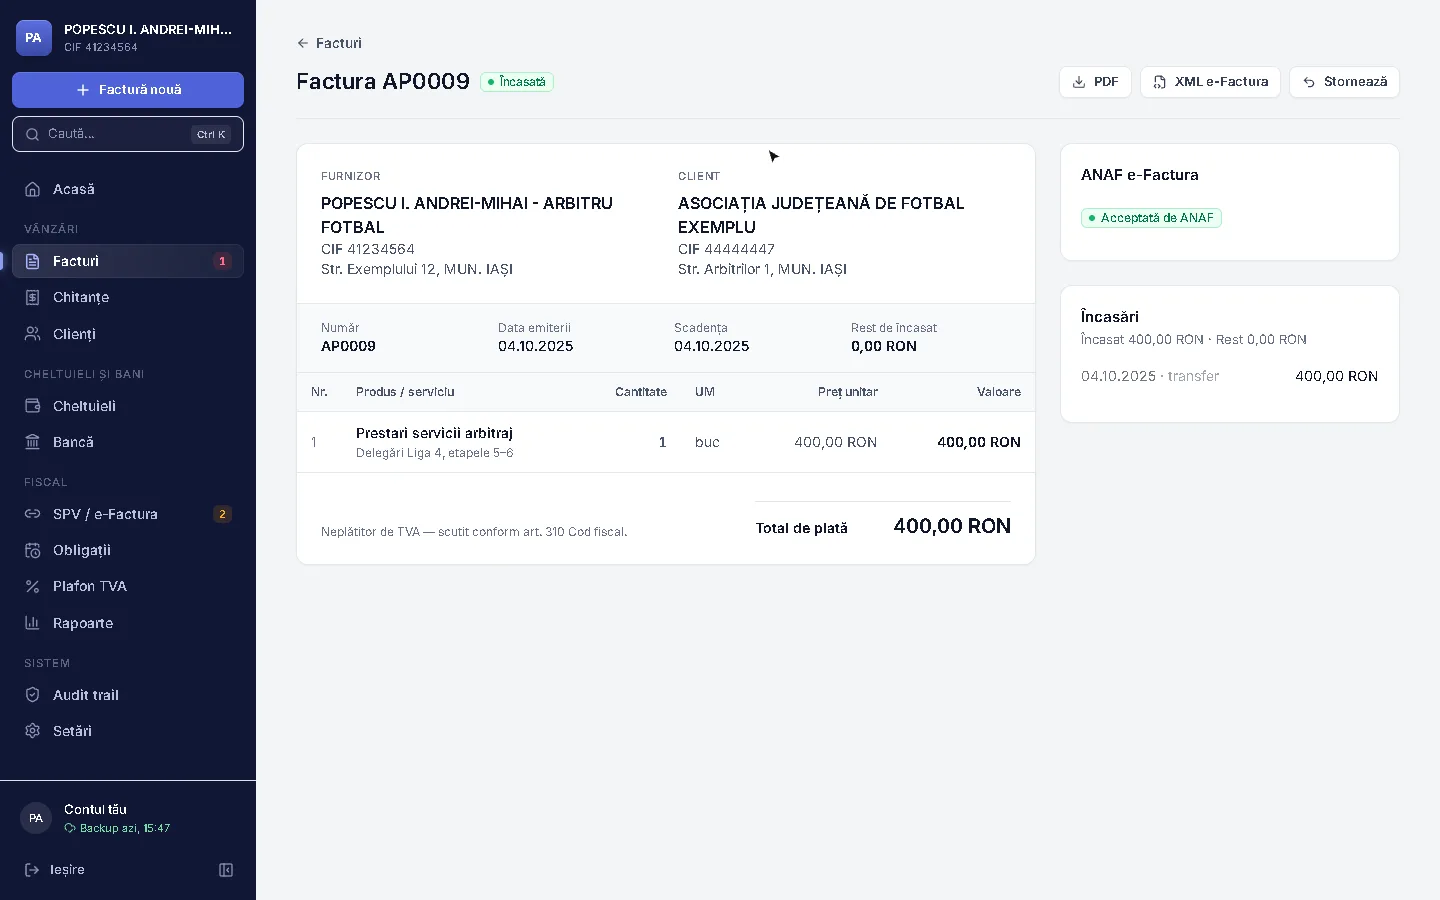 PA
POPESCU I. ANDREI-MIH...
CIF 41234564
Factură nouă
Caută...
Ctrl K
Acasă
VÂNZĂRI
Facturi
1
Chitanțe
Clienți
CHELTUIELI ȘI BANI
Cheltuieli
Bancă
FISCAL
SPV / e-Factura
2
Obligații
Plafon TVA
Rapoarte
SISTEM
Audit trail
Setări
PA
Contul tău
Backup azi, 15:47
Ieșire
Facturi
Factura AP0009
Încasată
PDF
XML e-Factura
Stornează
FURNIZOR
POPESCU I. ANDREI-MIHAI - ARBITRU
FOTBAL
CIF 41234564
Str. Exemplului 12, MUN. IAȘI
CLIENT
ASOCIAȚIA JUDEȚEANĂ DE FOTBAL
EXEMPLU
CIF 44444447
Str. Arbitrilor 1, MUN. IAȘI
Număr
AP0009
Data emiterii
04.10.2025
Scadența
04.10.2025
Rest de încasat
0,00 RON
Nr. Produs / serviciu Cantitate UM Preț unitar Valoare
1 Prestari servicii arbitraj 1 buc 400,00 RON 400,00 RON
Delegări Liga 4, etapele 5–6
Neplătitor de TVA — scutit conform art. 310 Cod fiscal.
Total de plată 400,00 RON
ANAF e-Factura
Acceptată de ANAF
Încasări
Încasat 400,00 RON · Rest 0,00 RON
04.10.2025 · transfer 400,00 RON